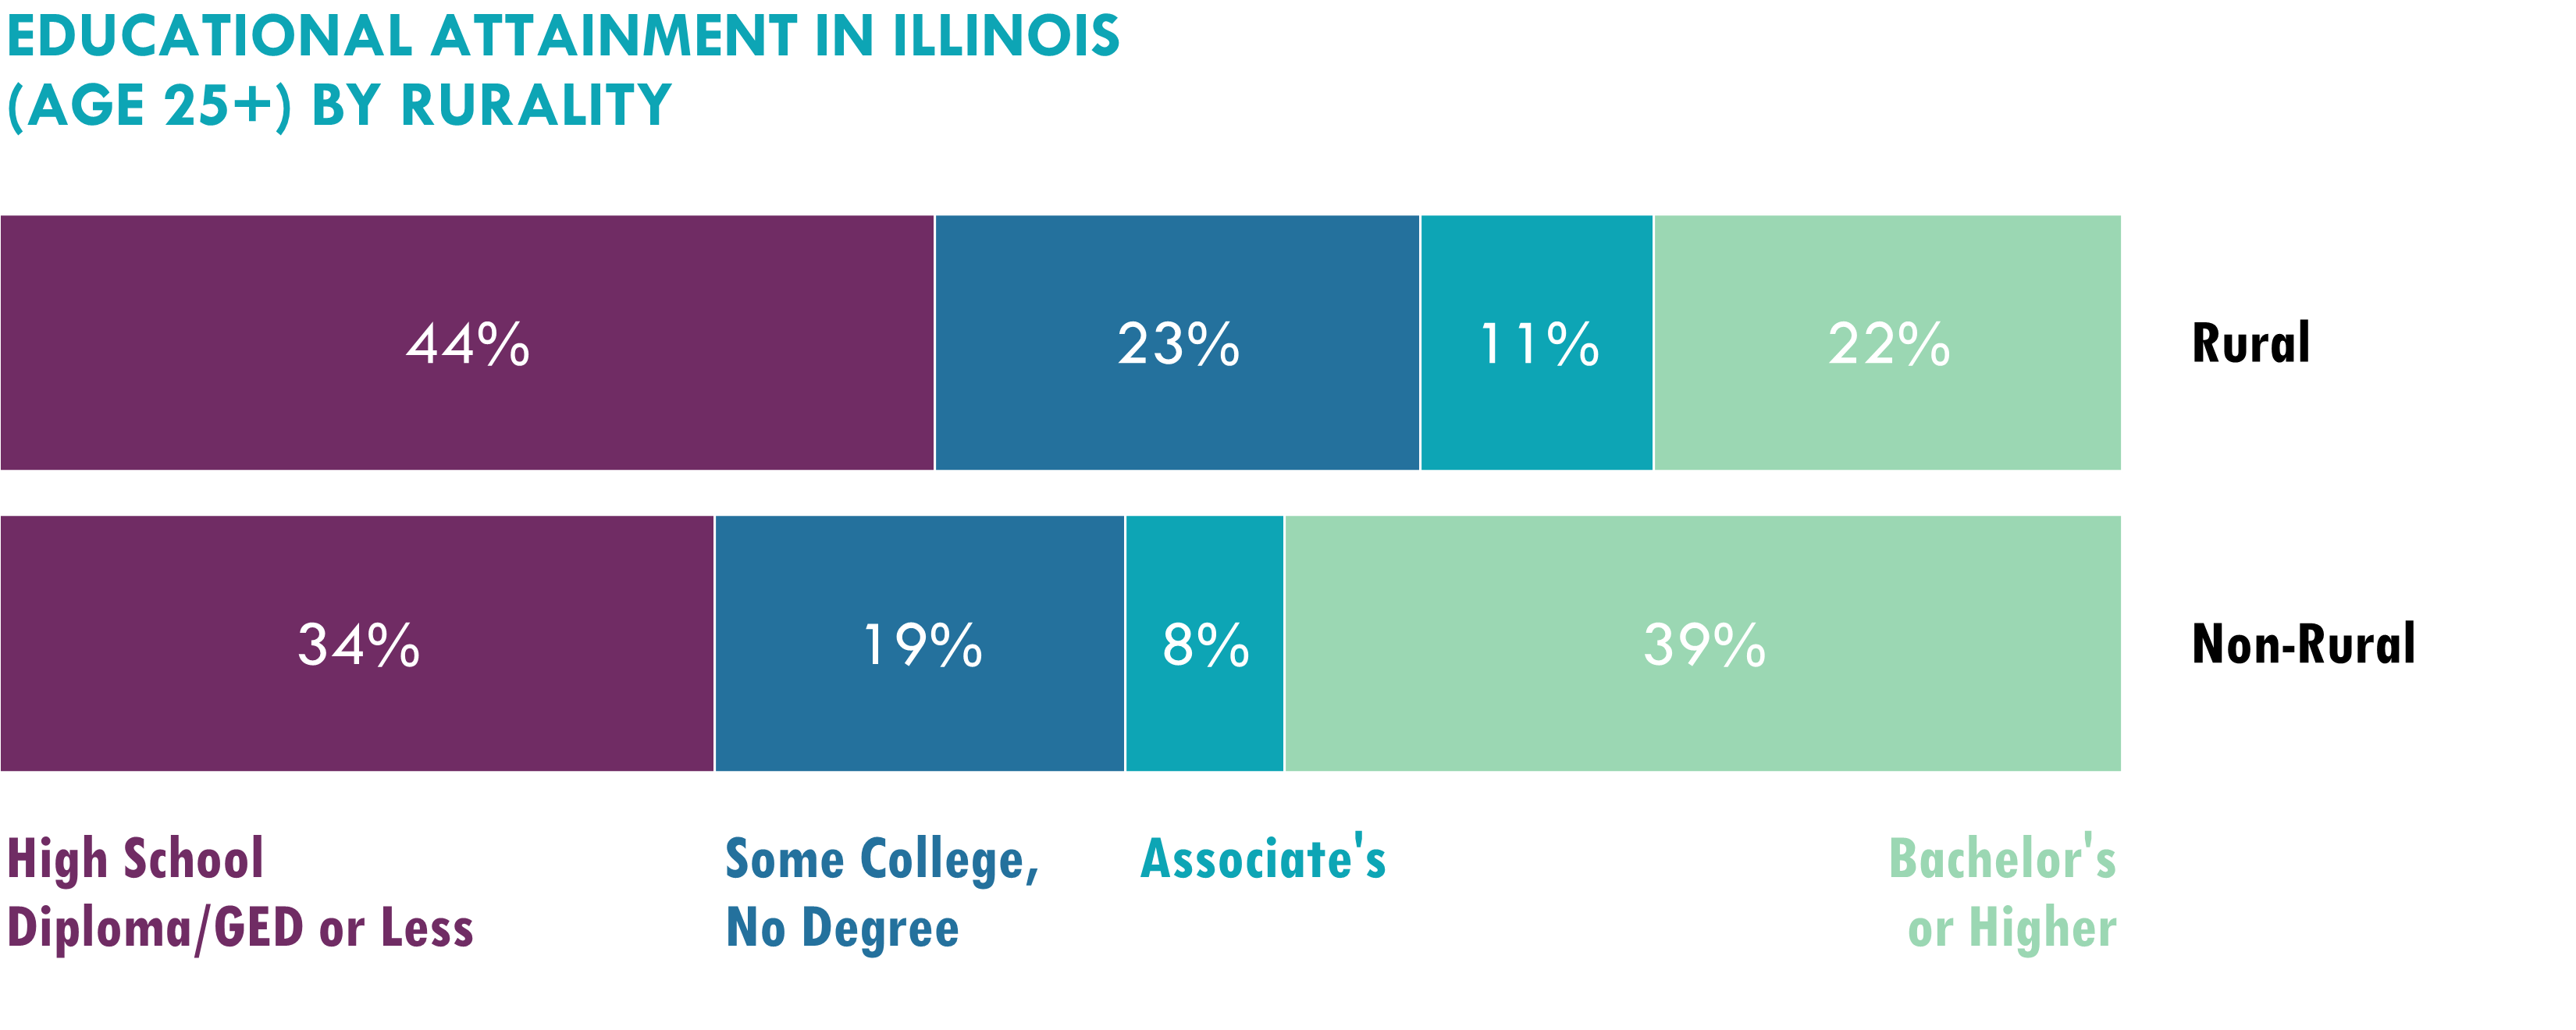 EDUCATIONAL ATTAINMENT IN ILLINOIS
(AGE 25+) BY RURALITY
44%
23%
11%
22%
Rural
34%
19%
8%
39%
Non-Rural
High School
Diploma/GED or Less
Some College,
No Degree
Associate's
Bachelor's
or Higher